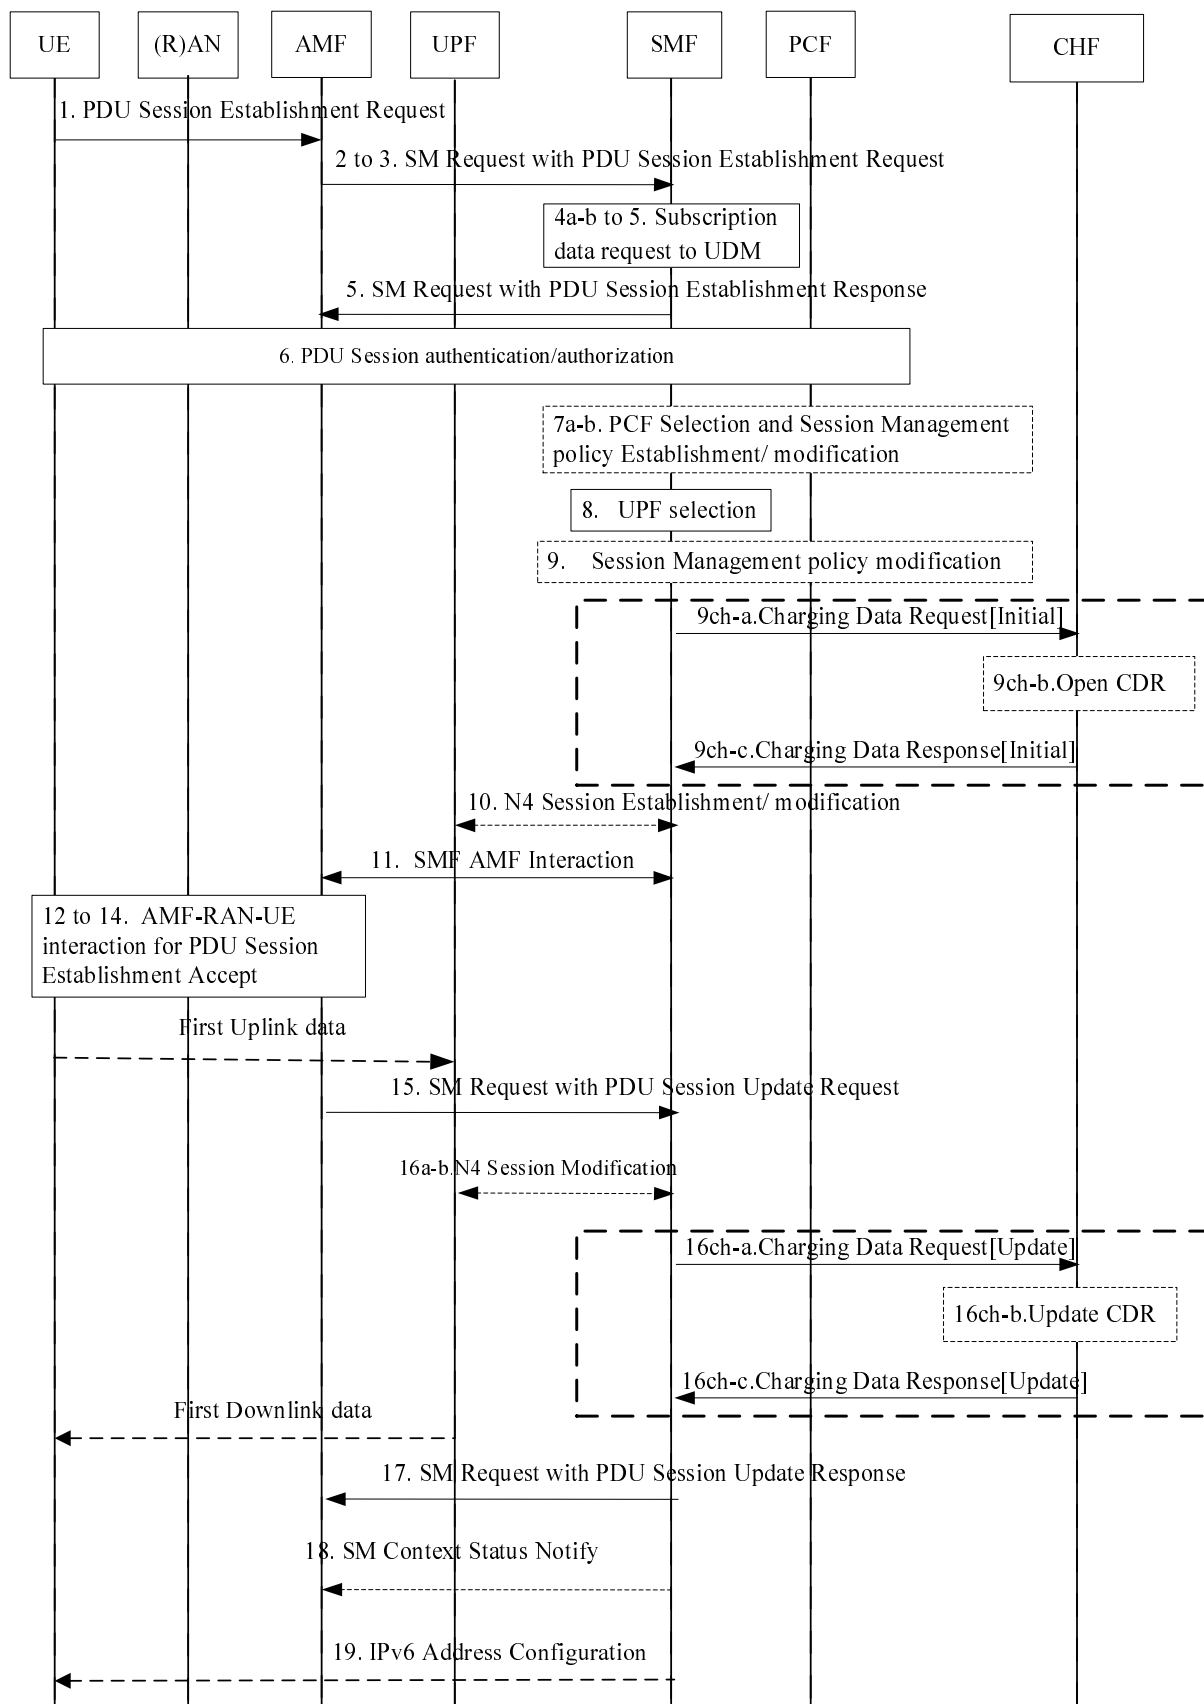 UE
(R)AN
AMF
UPF
SMF
PCF
CHF
1. PDU Session Establishment Request
2 to 3. SM Request with PDU Session Establishment Request
4a-b to 5. Subscription
data request to UDM
5. SM Request with PDU Session Establishment Response
6. PDU Session authentication/authorization
7a-b. PCF Selection and Session Management
policy Establishment/ modification
8. UPF selection
9. Session Management policy modification
9ch-a.Charging Data Request[Initial]
9ch-b.Open CDR
9ch-c.Charging Data Response[Initial]
10. N4 Session Establishment/ modification
11. SMF AMF Interaction
12 to 14. AMF-RAN-UE
interaction for PDU Session
Establishment Accept
First Uplink data
15. SM Request with PDU Session Update Request
16a-b.N4 Session Modification
16ch-a.Charging Data Request[Update]
16ch-b.Update CDR
16ch-c.Charging Data Response[Update]
First Downlink data
17. SM Request with PDU Session Update Response
18. SM Context Status Notify
19. IPv6 Address Configuration